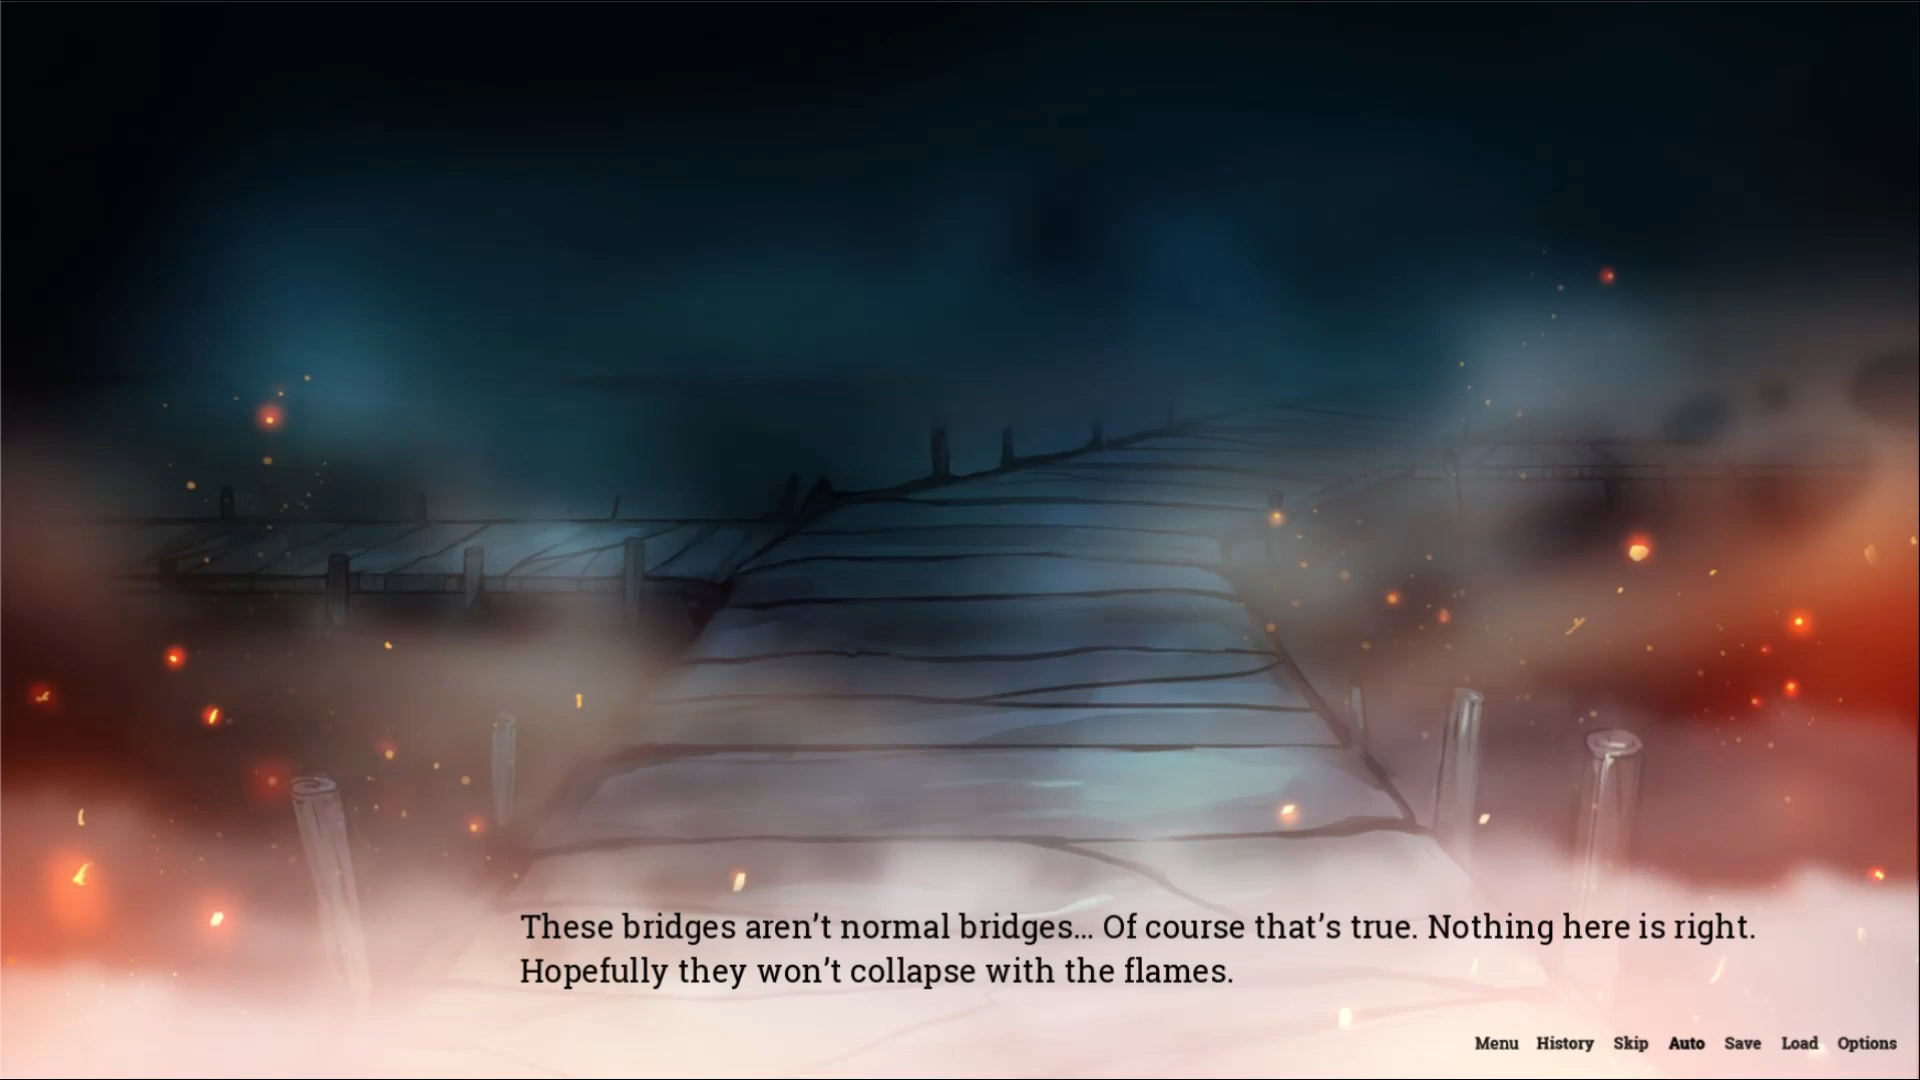 These bridges aren’t normal bridges... Of course that’s true. Nothing here is right.
Hopefully they won’t collapse with the flames.
Menu History Skip Auto Save Load Options